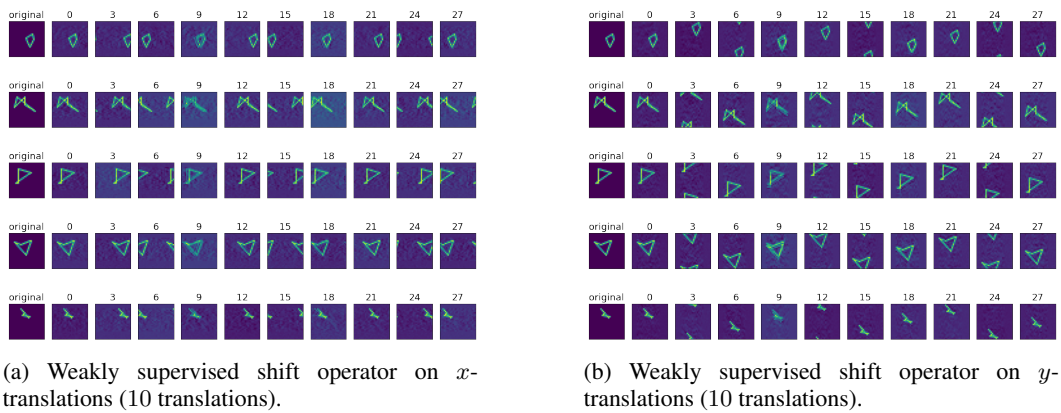 original 0 3 6 9 12 15 18 21 24 27
original 0 3 6 9 12 15 18 21 24 27
original 0 3 6 9 12 15 18 21 24 27
original 0 3 6 9 12 15 18 21 24 27
original 0 3 6 9 12 15 18 21 24 27
(a) Weakly supervised shift operator on x-
translations (10 translations).
original 0 3 6 9 12 15 18 21 24 27
original 0 3 6 9 12 15 18 21 24 27
original 0 3 6 9 12 15 18 21 24 27
original 0 3 6 9 12 15 18 21 24 27
original 0 3 6 9 12 15 18 21 24 27
(b) Weakly supervised shift operator on y-
translations (10 translations).